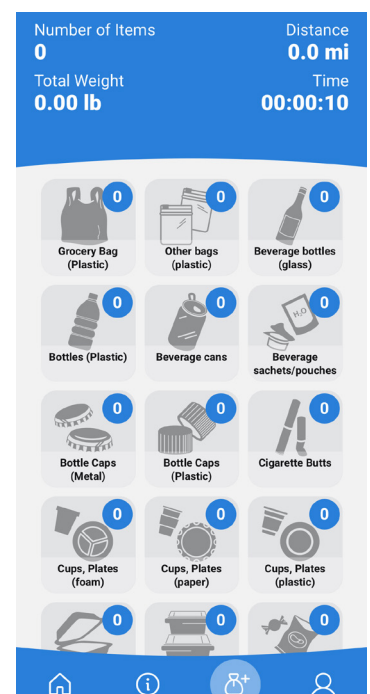 Number of Items
Distance
0
0.0 mi
Total Weight
Time
0.00 lb
00:00:10
0
0
0
Grocery Bag
(Plastic)
Other bags
(plastic)
Beverage bottles
(glass)
0
0
H₂O
0
Bottles (Plastic)
Beverage cans
Beverage
sachets/pouches
0
0
0
Bottle Caps
(Metal)
Bottle Caps
(Plastic)
Cigarette Butts
0
0
0
Cups, Plates
(foam)
Cups, Plates
(paper)
Cups, Plates
(plastic)
0
0
0